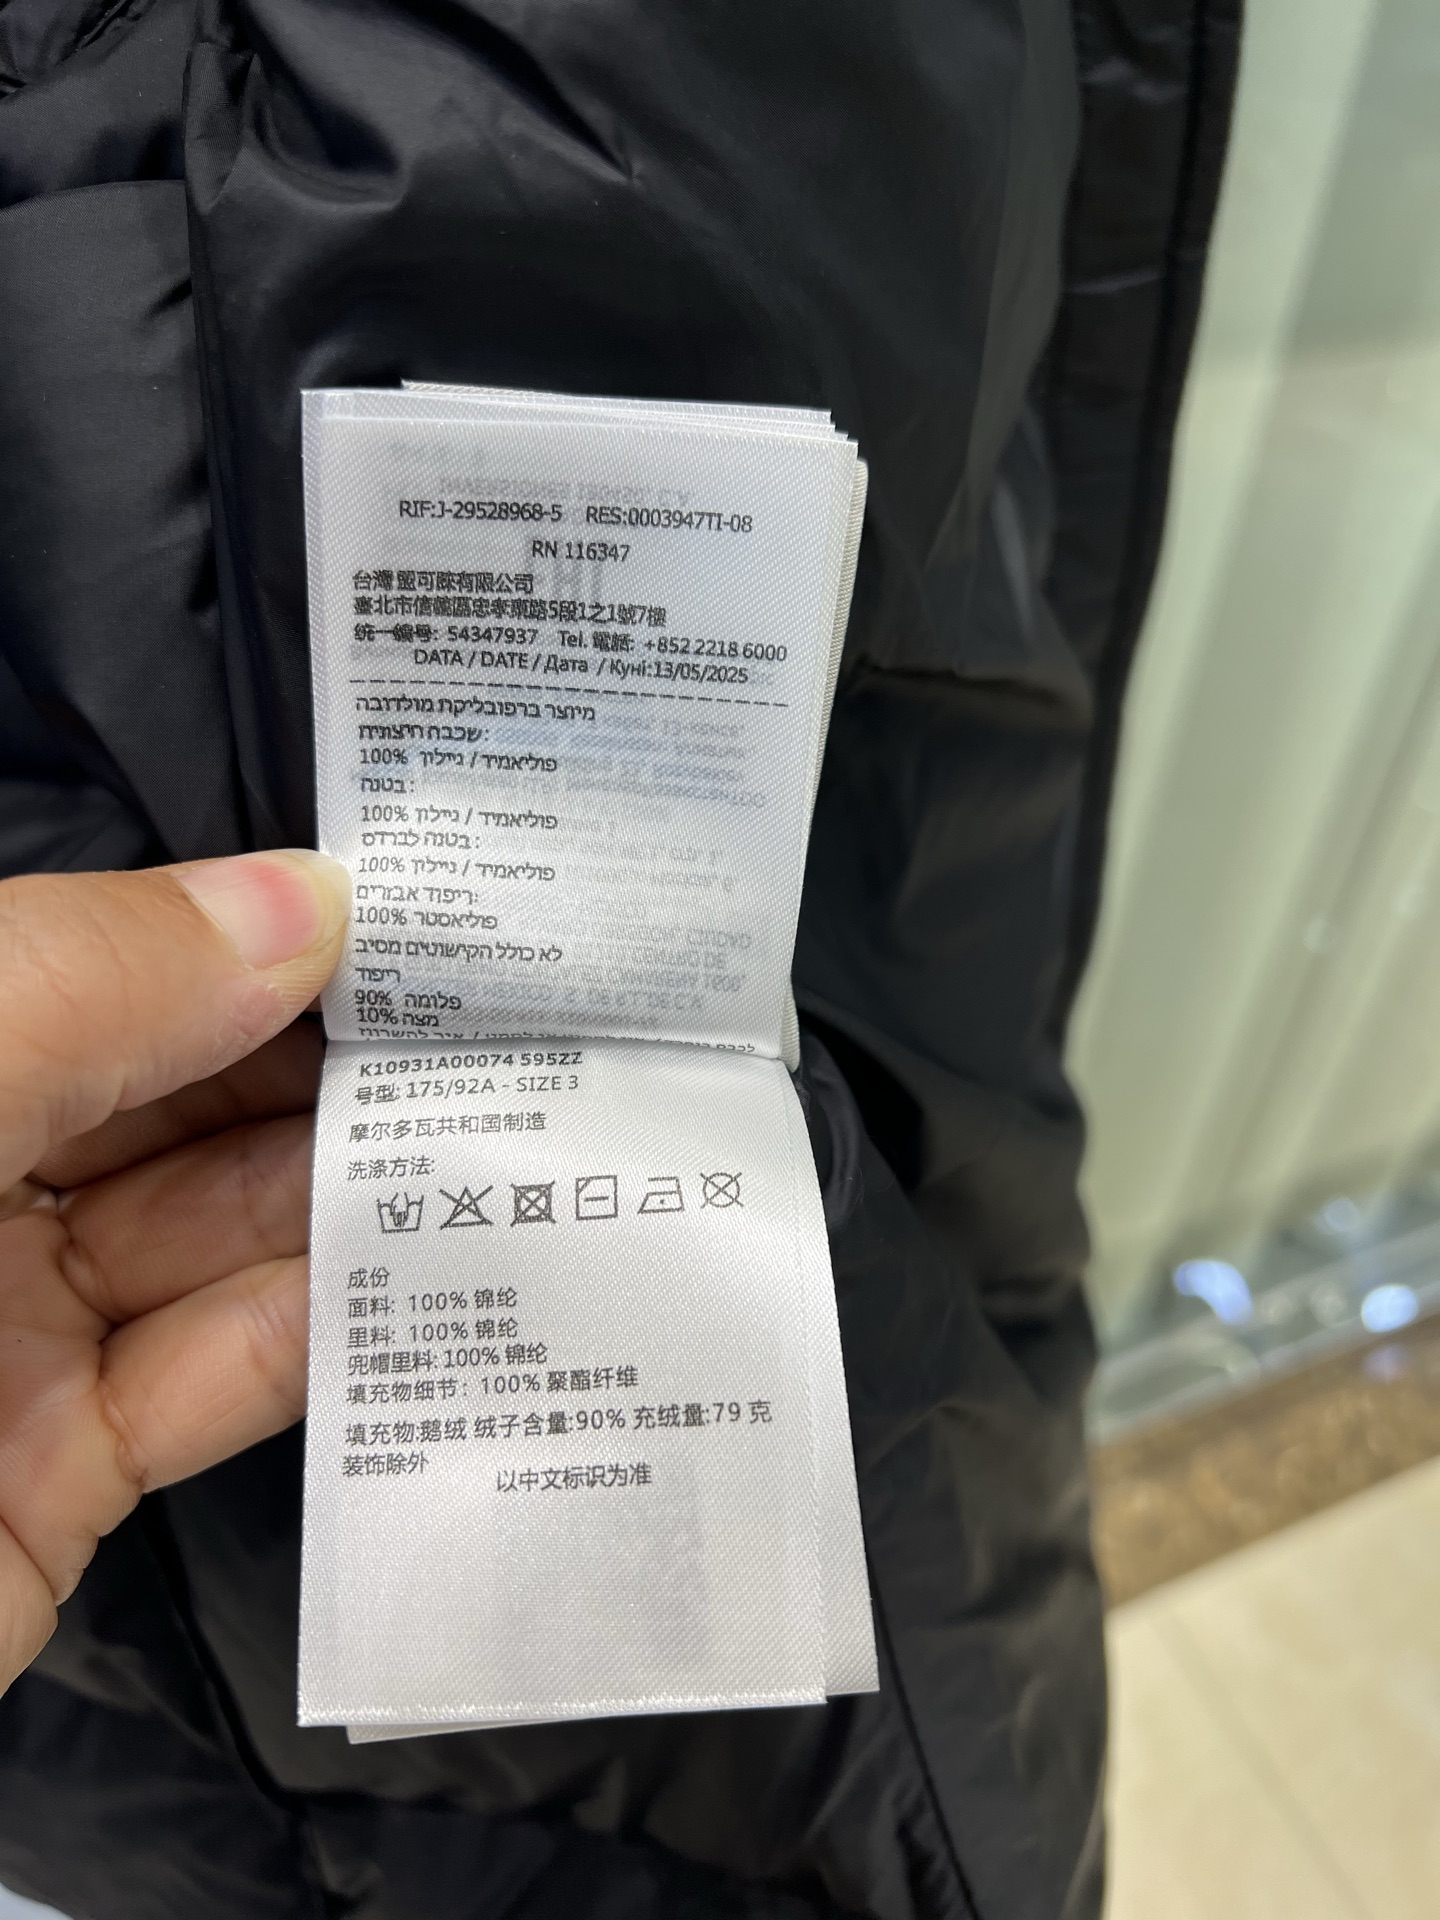 RIF:J-29528968-5 RES:0003947TI-08
RN 116347
台灣盟可睞有限公司
臺北市信義區忠孝東路5段1之1號7樓
统一编号: 54347937 Tel. 電話: +852 2218 6000
DATA / DATE / Дата / Күні:13/05/2025
מיוצר ברפובליקת מולדובה
שכבה חיצונית:
100% פוליאמיד / ניילון
בטנה:
100% פוליאמיד / ניילון
בטנה לברדס:
100% פוליאמיד / ניילון
ריפוד אבזרים:
100% פוליאסטר
לא כולל הקישוטים מסיב
ריפוד
90% פלומה
10% מצה
K10931A00074 595ZZ
号型: 175/92A - SIZE 3
摩尔多瓦共和国制造
洗涤方法:
成份
面料: 100% 锦纶
里料: 100% 锦纶
兜帽里料: 100% 锦纶
填充物细节: 100% 聚酯纤维
填充物:鹅绒 绒子含量:90% 充绒量:79 克
装饰除外
以中文标识为准